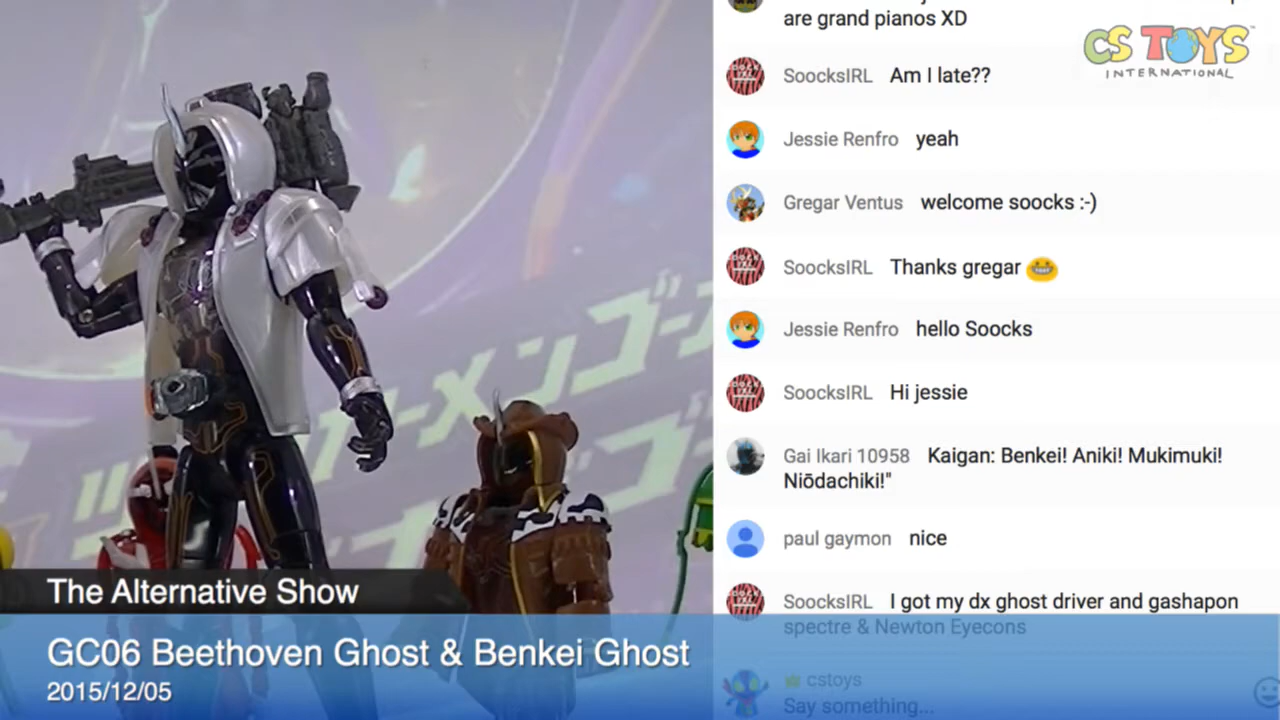 are grand pianos XD
CS TOYS
INTERNATIONAL
SoocksIRL Am I late??
Jessie Renfro yeah
Gregar Ventus welcome soocks :-)
SoocksIRL Thanks gregar
Jessie Renfro hello Soocks
SoocksIRL Hi jessie
Gai Ikari 10958 Kaigan: Benkei! Aniki! Mukimuki!
Niōdachiki!"
paul gaymon nice
SoocksIRL I got my dx ghost driver and gashapon
spectre & Newton Eyecons
cstoys
Say something...
The Alternative Show
GC06 Beethoven Ghost & Benkei Ghost
2015/12/05